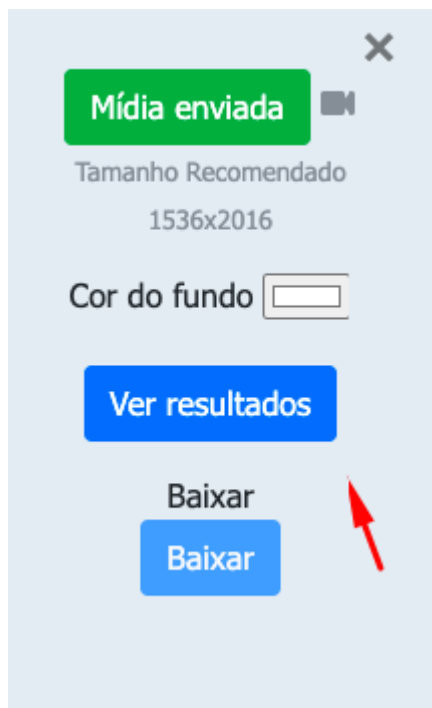 Mídia enviada
Tamanho Recomendado
1536x2016
Cor do fundo
Ver resultados
Baixar
Baixar